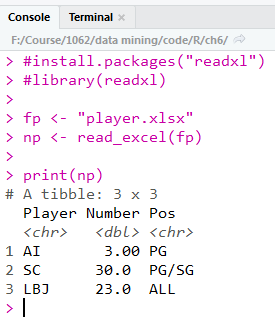 Console Terminal ×
F:/Course/1062/data mining/code/R/ch6/
> #install.packages("readxl")
> #library(readxl)
>
> fp <- "player.xlsx"
> np <- read_excel(fp)
>
> print(np)
# A tibble: 3 x 3
  Player Number Pos
  <chr>   <dbl> <chr>
1 AI       3.00 PG
2 SC      30.0  PG/SG
3 LBJ     23.0  ALL
>